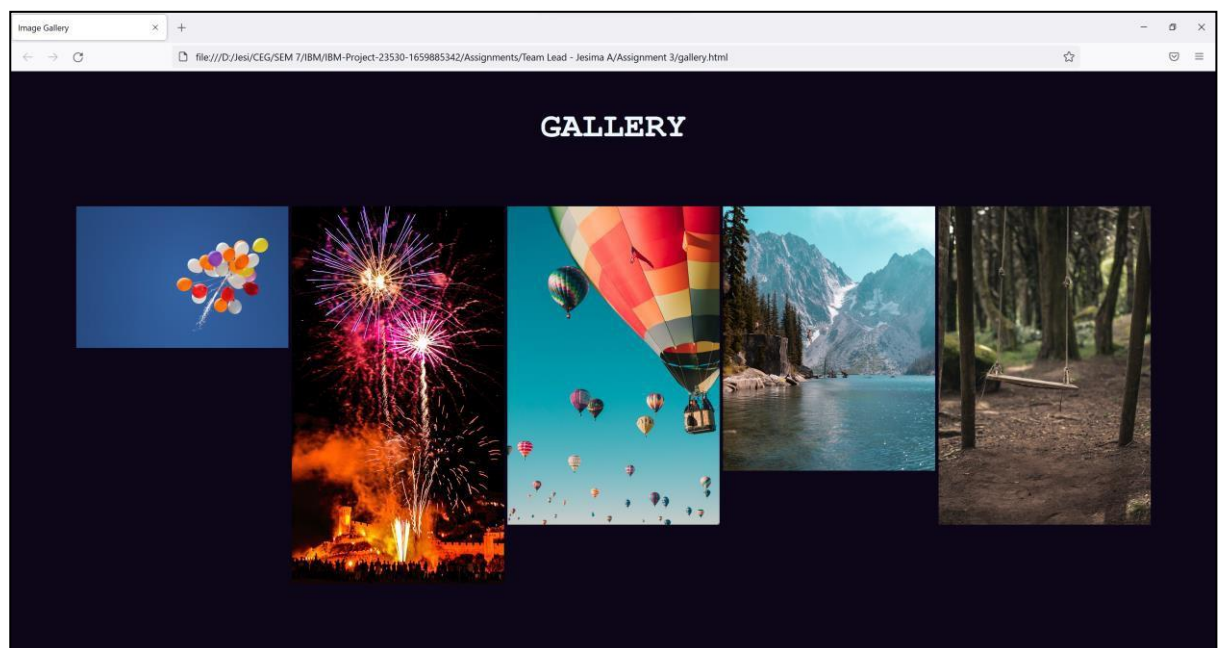 Image Gallery
file:///D:/Jesi/CEG/SEM 7/IBM/IBM-Project-23530-1659885342/Assignments/Team Lead - Jesima A/Assignment 3/gallery.html
GALLERY